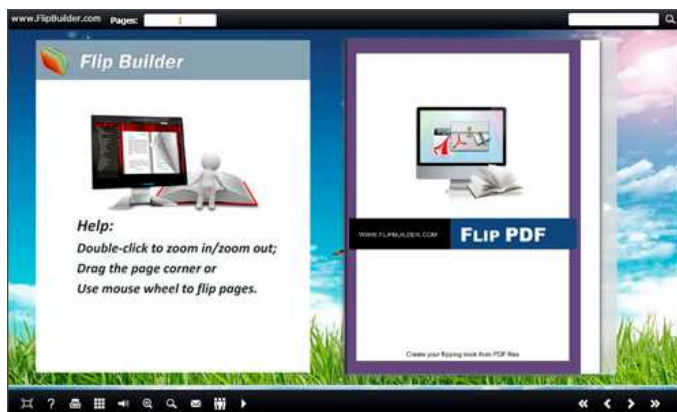 www.FlipBuilder.com Pages: 1
Flip Builder
Help:
Double-click to zoom in/zoom out;
Drag the page corner or
Use mouse wheel to flip pages.
WWW.FLIPBUILDER.COM FLIP PDF
Create your flipping book from PDF files